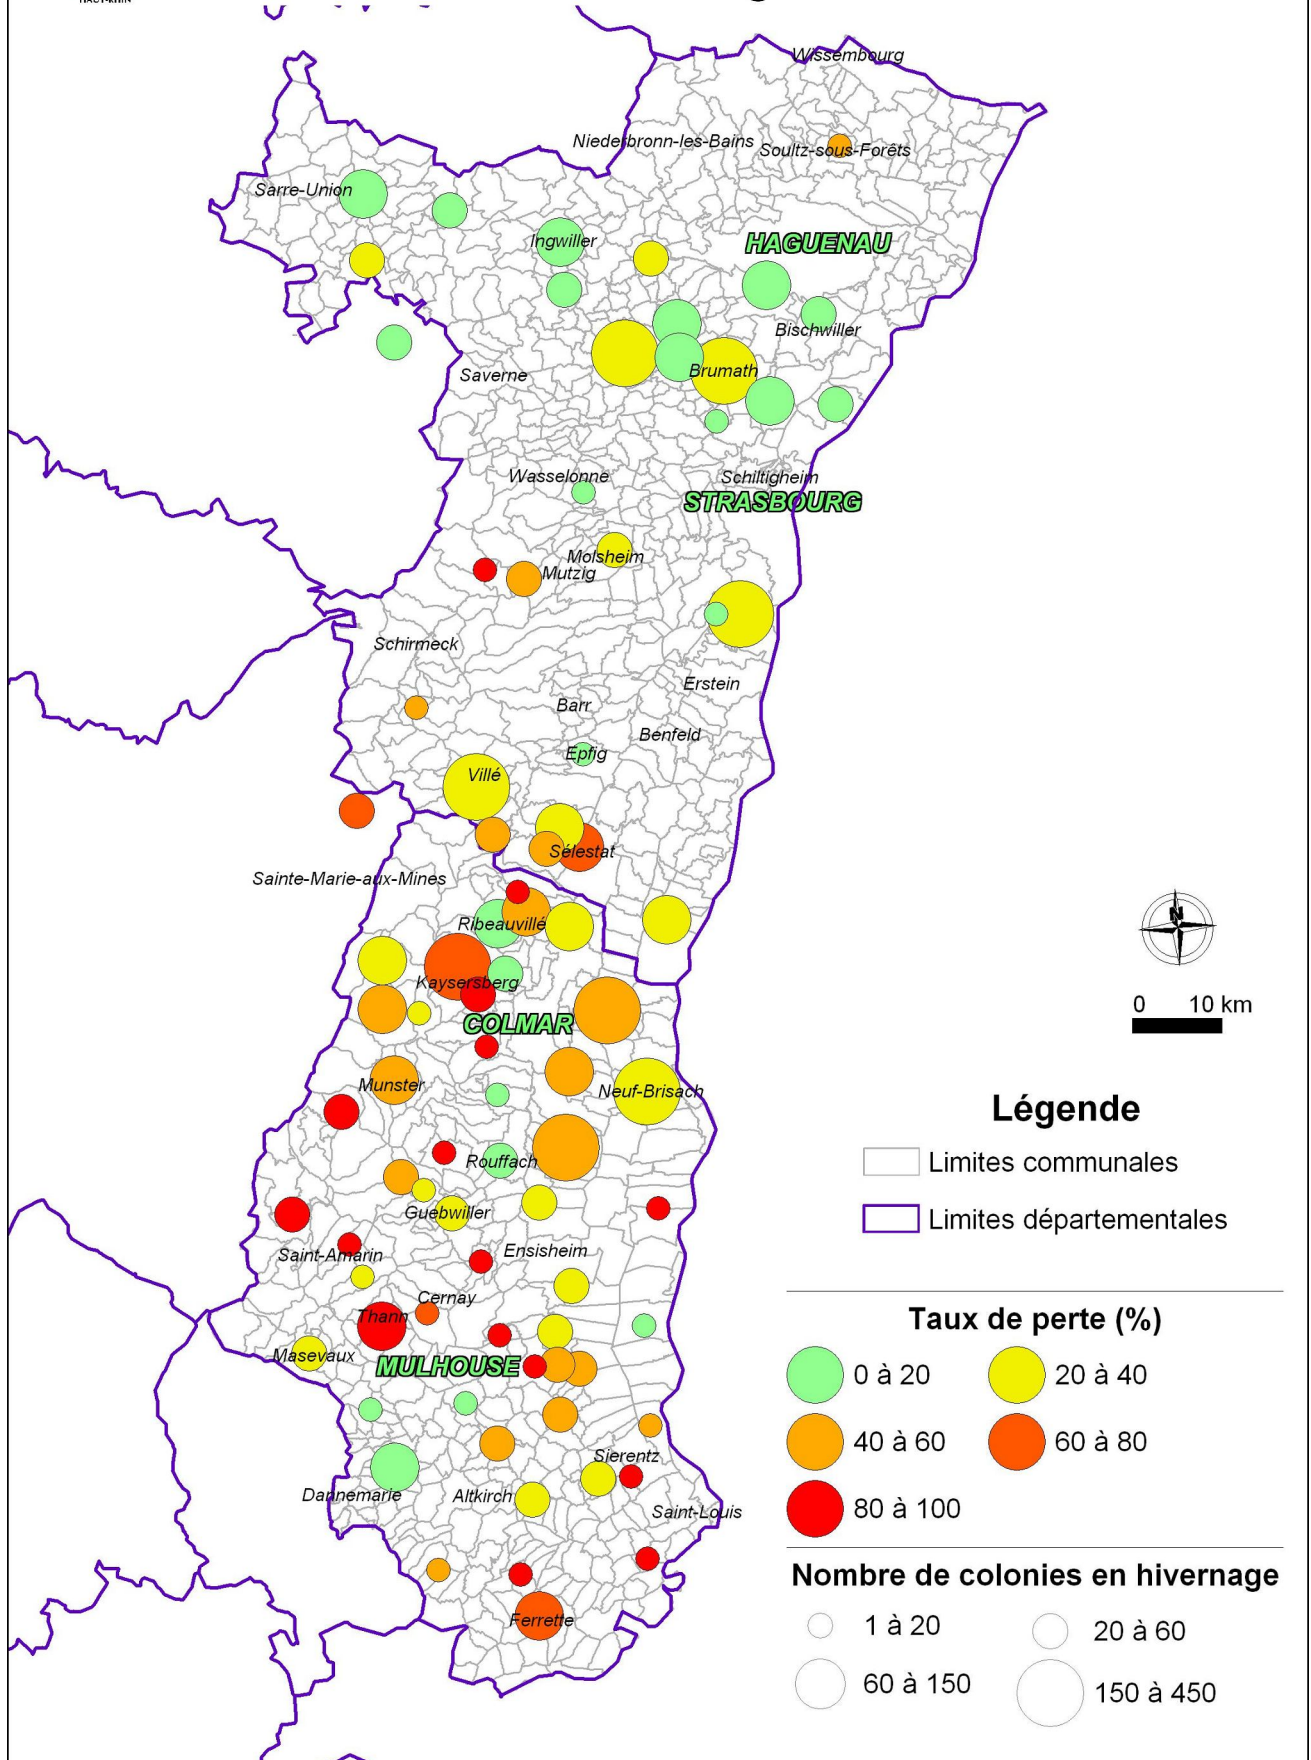 HAUT-RHIN
Wissembourg
Niederbronn-les-Bains
Soultz-sous-Forêts
Sarre-Union
Ingwiller
HAGUENAU
Bischwiller
Brumath
Saverne
Wasselonne
Schiltigheim
STRASBOURG
Molsheim
Mutzig
Schirmeck
Erstein
Barr
Benfeld
Epfig
Villé
Sélestat
Sainte-Marie-aux-Mines
Ribeauvillé
Kaysersberg
COLMAR
Munster
Neuf-Brisach
Rouffach
Guebwiller
Saint-Amarin
Ensisheim
Cernay
Thann
Masevaux
MULHOUSE
Sierentz
Dannemarie
Altkirch
Saint-Louis
Ferrette
N
0 10 km
Légende
Limites communales
Limites départementales
Taux de perte (%)
0 à 20
20 à 40
40 à 60
60 à 80
80 à 100
Nombre de colonies en hivernage
1 à 20
20 à 60
60 à 150
150 à 450